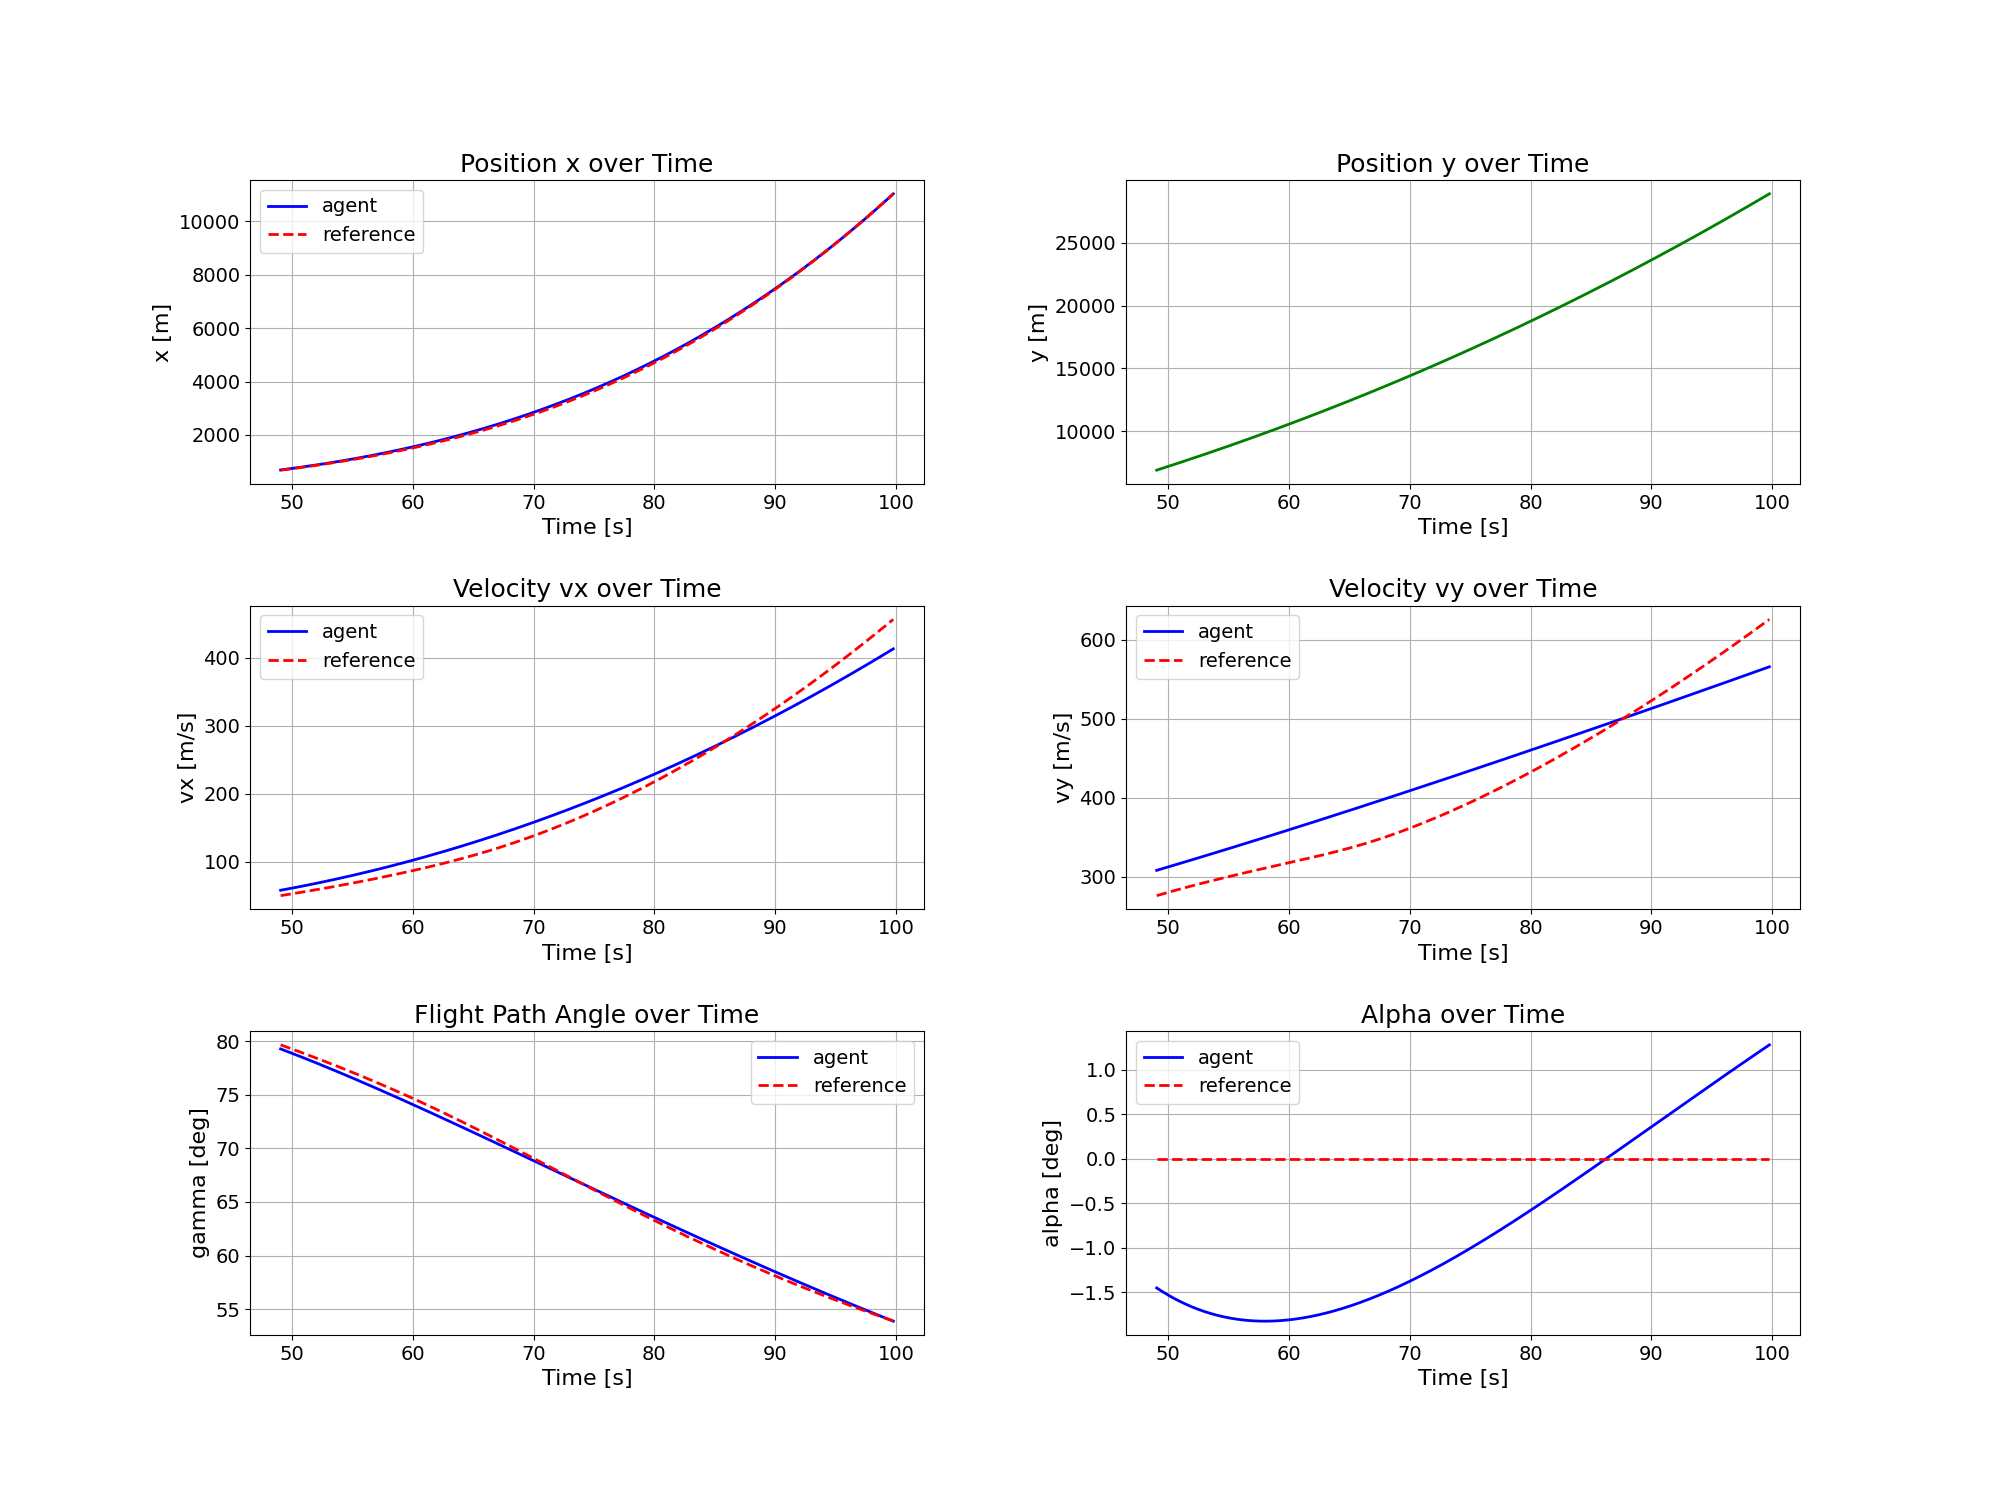 Position x over Time
agent
reference
10000
8000
6000
4000
2000
x [m]
50 60 70 80 90 100
Time [s]
Position y over Time
25000
20000
15000
10000
y [m]
50 60 70 80 90 100
Time [s]
Velocity vx over Time
agent
reference
400
300
200
100
vx [m/s]
50 60 70 80 90 100
Time [s]
Velocity vy over Time
agent
reference
600
500
400
300
vy [m/s]
50 60 70 80 90 100
Time [s]
Flight Path Angle over Time
agent
reference
80
75
70
65
60
55
gamma [deg]
50 60 70 80 90 100
Time [s]
Alpha over Time
agent
reference
1.0
0.5
0.0
−0.5
−1.0
−1.5
alpha [deg]
50 60 70 80 90 100
Time [s]